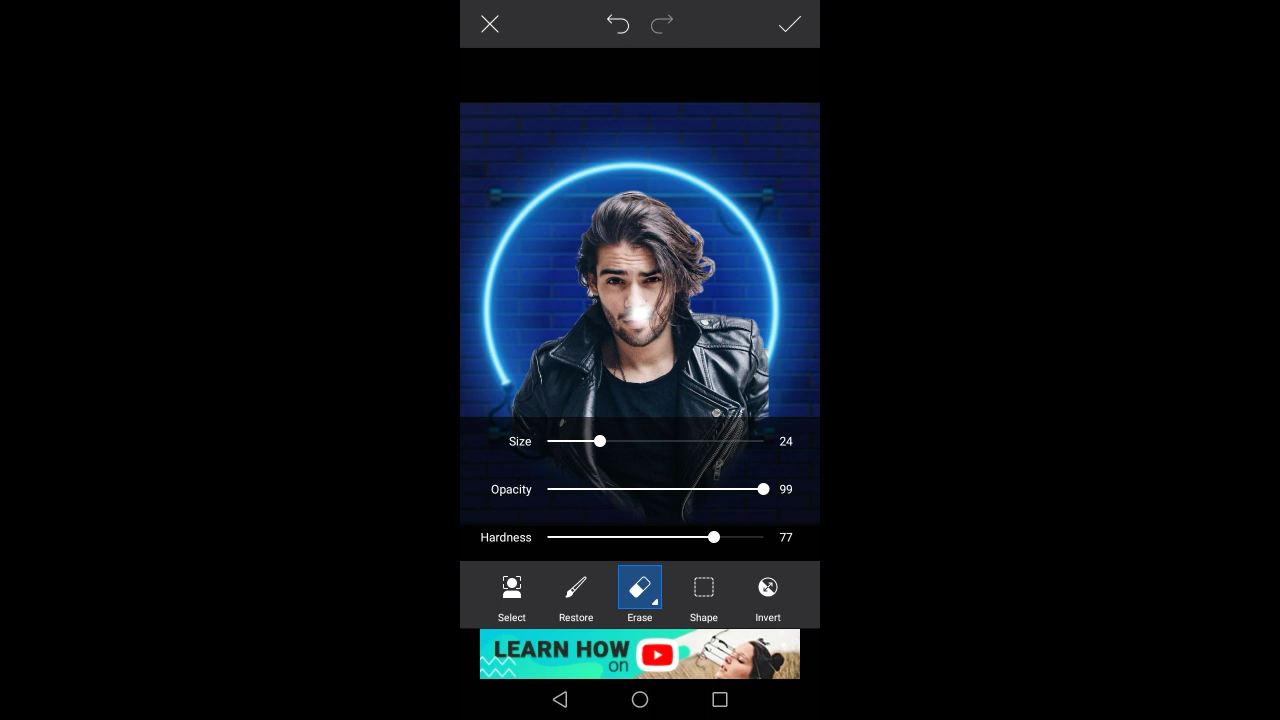 Size 24
Opacity 99
Hardness 77
Select Restore Erase Shape Invert
LEARN HOW
on